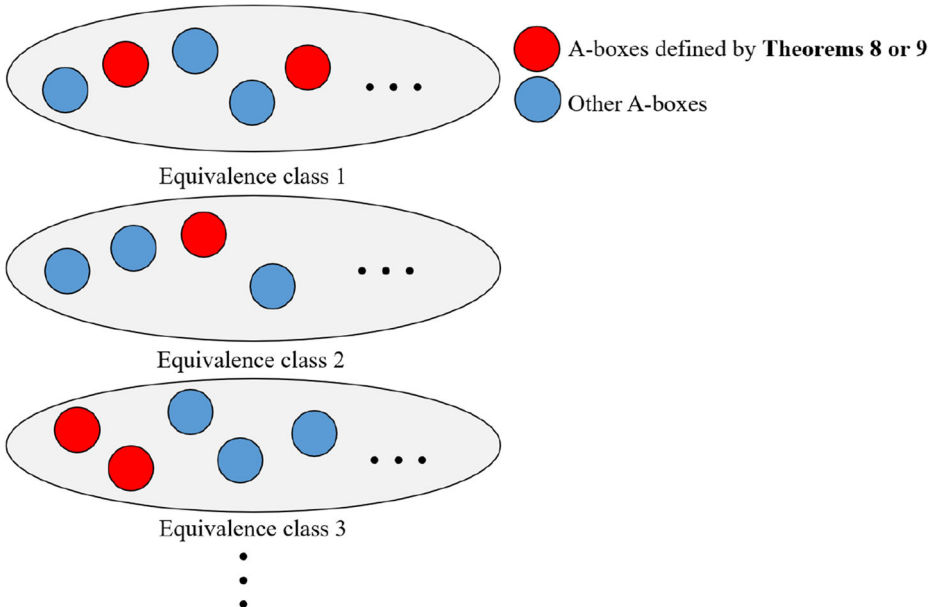 A-boxes defined by Theorems 8 or 9
Other A-boxes
Equivalence class 1
Equivalence class 2
Equivalence class 3